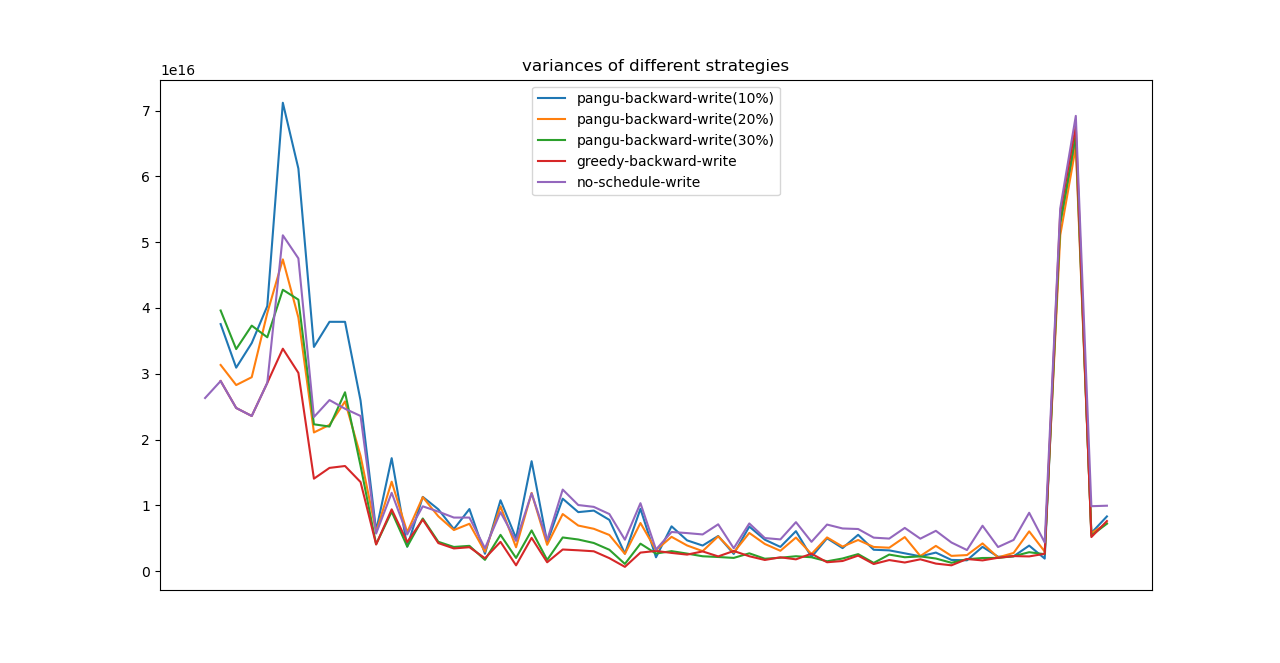 variances of different strategies
1e16
7
6
5
4
3
2
1
0
pangu-backward-write(10%)
pangu-backward-write(20%)
pangu-backward-write(30%)
greedy-backward-write
no-schedule-write